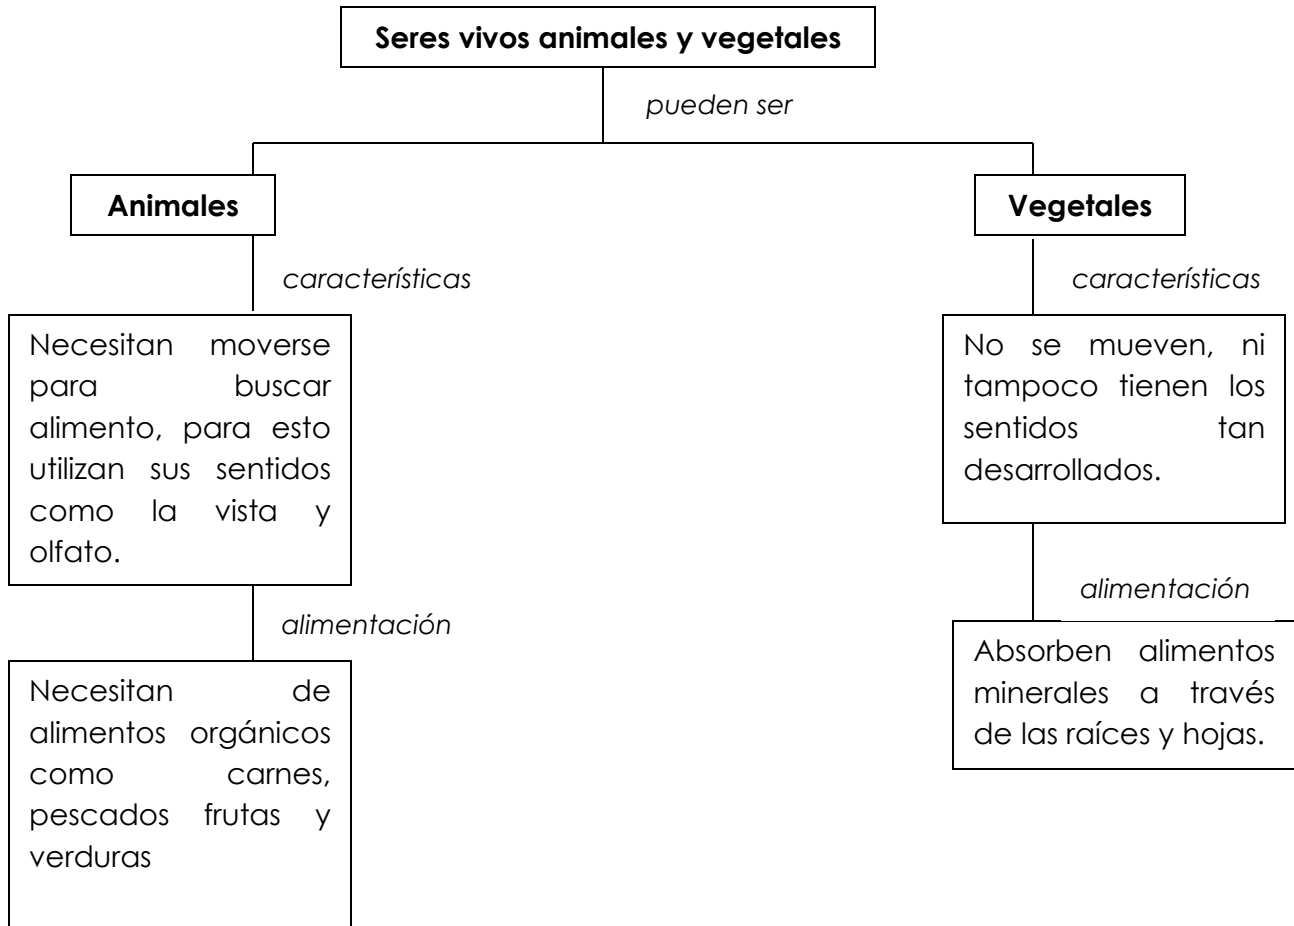 Seres vivos animales y vegetales
pueden ser
Animales
Vegetales
características
características
Necesitan moverse
para buscar
alimento, para esto
utilizan sus sentidos
como la vista y
olfato.
No se mueven, ni
tampoco tienen los
sentidos tan
desarrollados.
alimentación
alimentación
Necesitan de
alimentos orgánicos
como carnes,
pescados frutas y
verduras
Absorben alimentos
minerales a través
de las raíces y hojas.